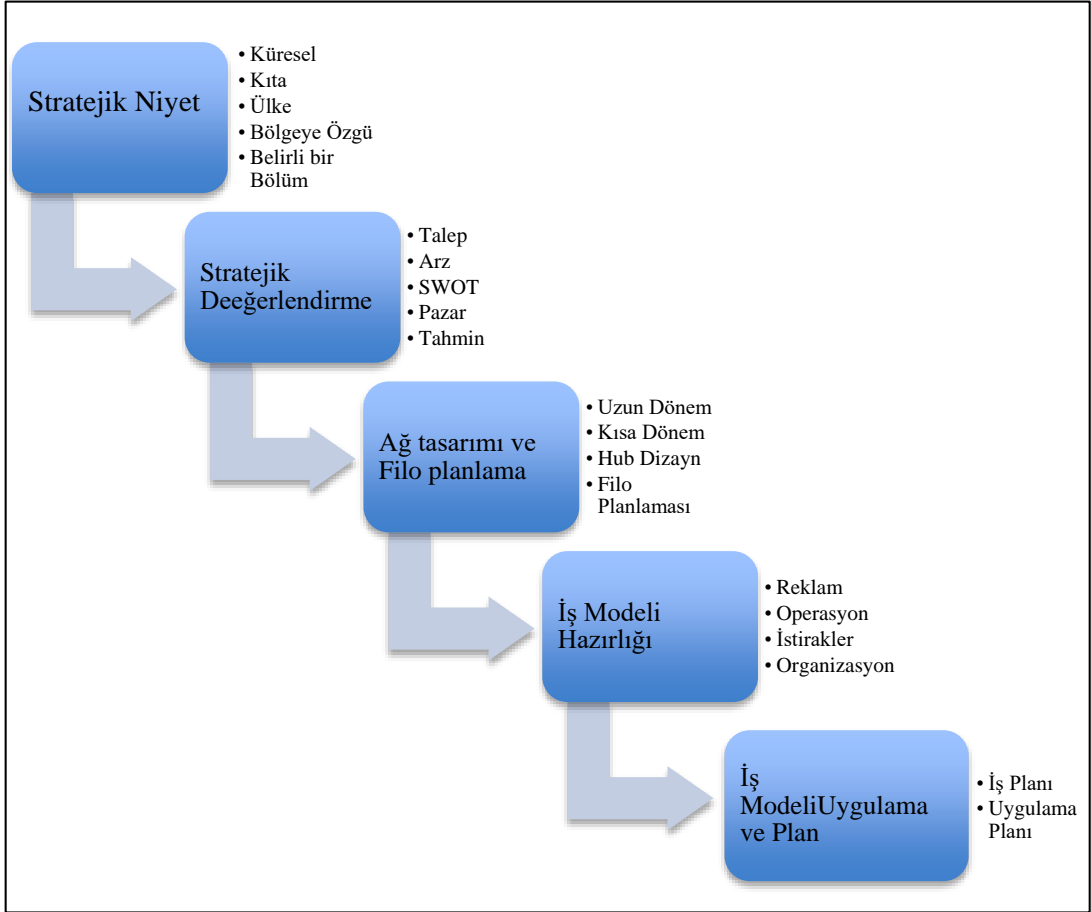 Stratejik Niyet
• Küresel
• Kıta
• Ülke
• Bölgeye Özgü
• Belirli bir
Bölüm
Stratejik
Deeğerlendirme
• Talep
• Arz
• SWOT
• Pazar
• Tahmin
Ağ tasarımı ve
Filo planlama
• Uzun Dönem
• Kısa Dönem
• Hub Dizayn
• Filo
Planlaması
İş Modeli
Hazırlığı
• Reklam
• Operasyon
• İstirakler
• Organizasyon
İş
ModeliUygulama
ve Plan
• İş Planı
• Uygulama
Planı